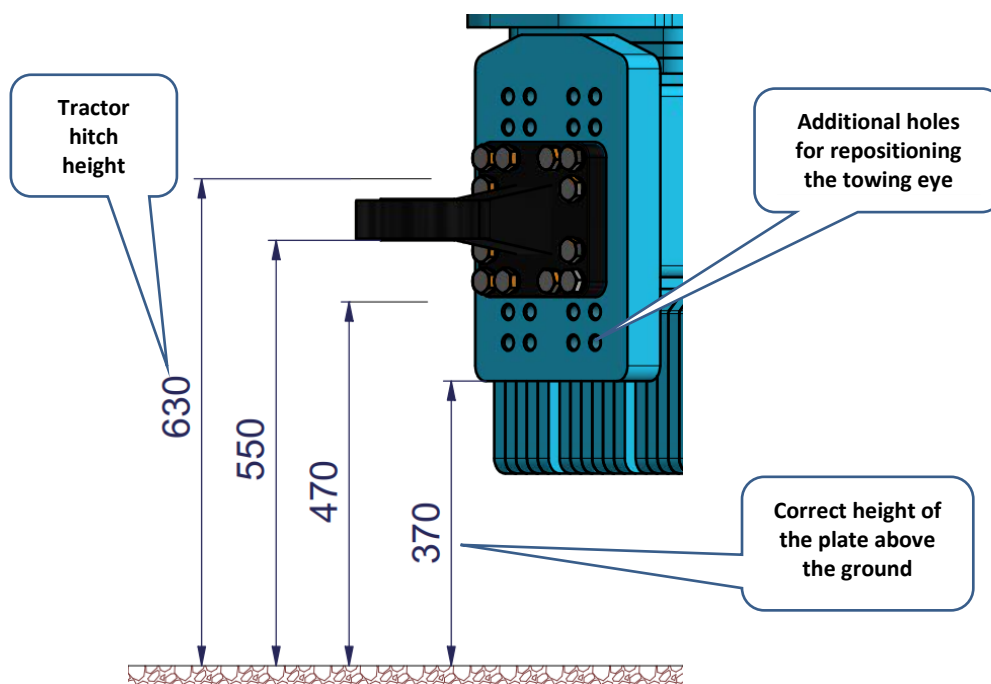 Tractor
hitch
height
Additional holes
for repositioning
the towing eye
630
550
470
370
Correct height of
the plate above
the ground